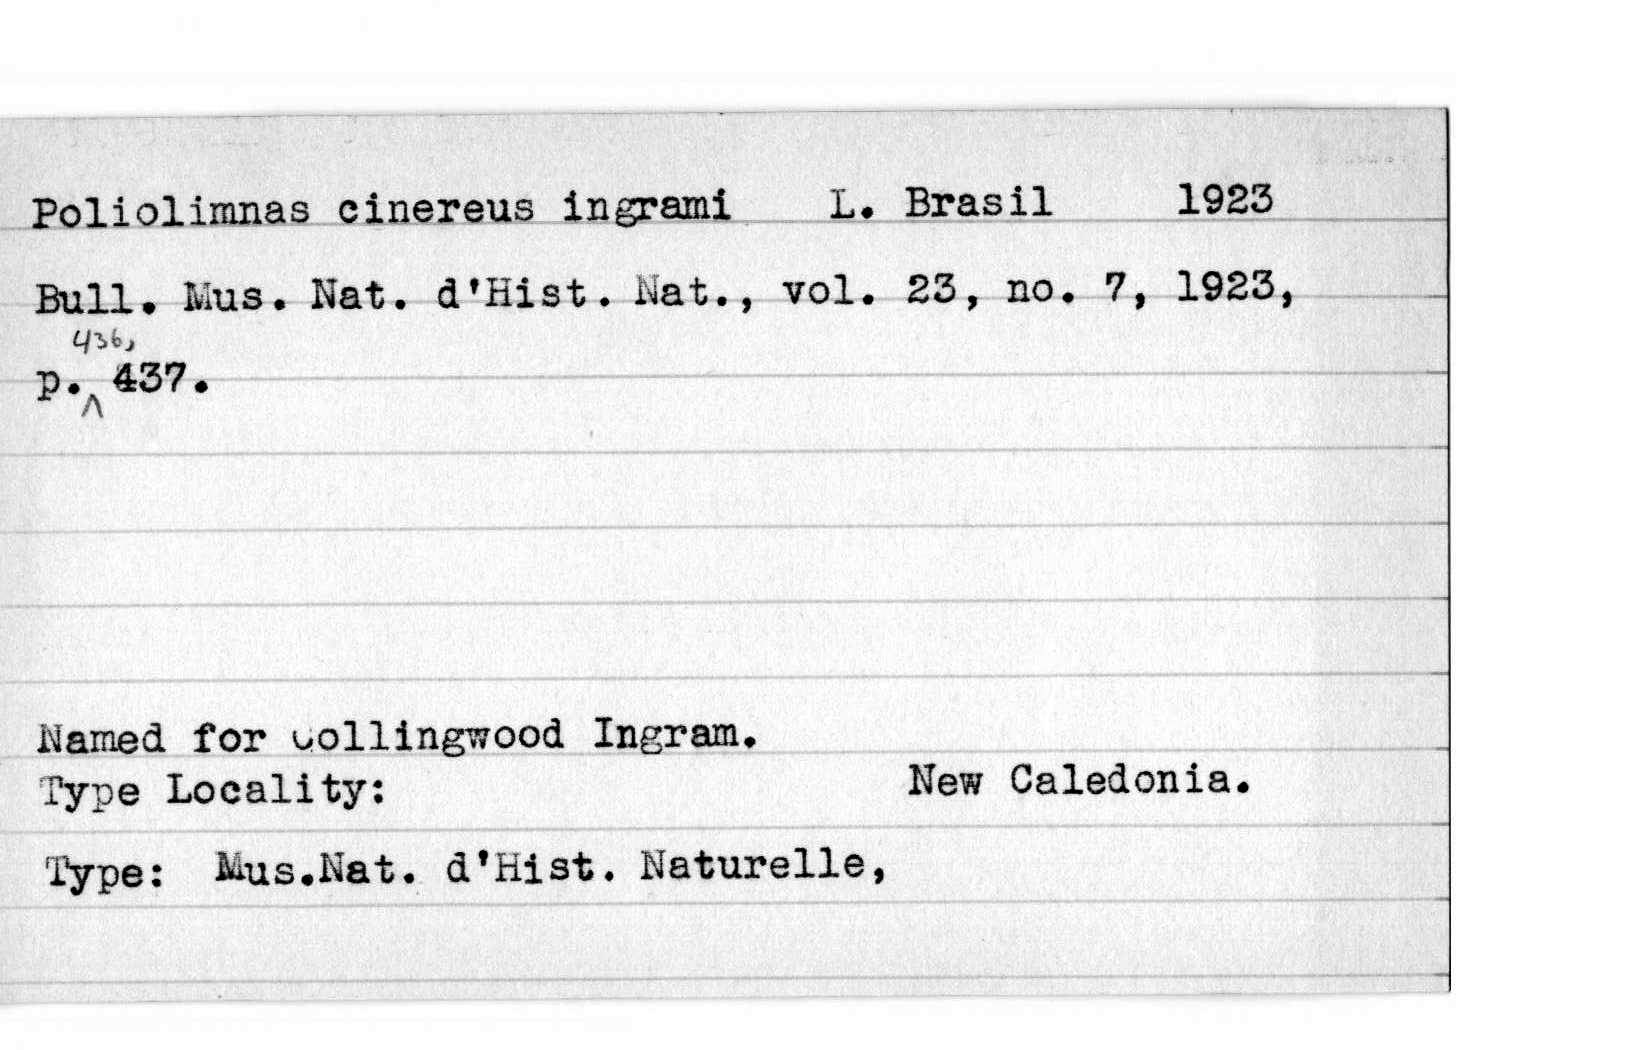 Poliolimnas cinereus ingrami L. Brasil 1923
Bull. Mus. Nat. d'Hist. Nat., vol. 23, no. 7, 1923,
436,
p. ^ 437.
Named for Collingwood Ingram.
Type Locality: New Caledonia.
Type: Mus.Nat. d'Hist. Naturelle,